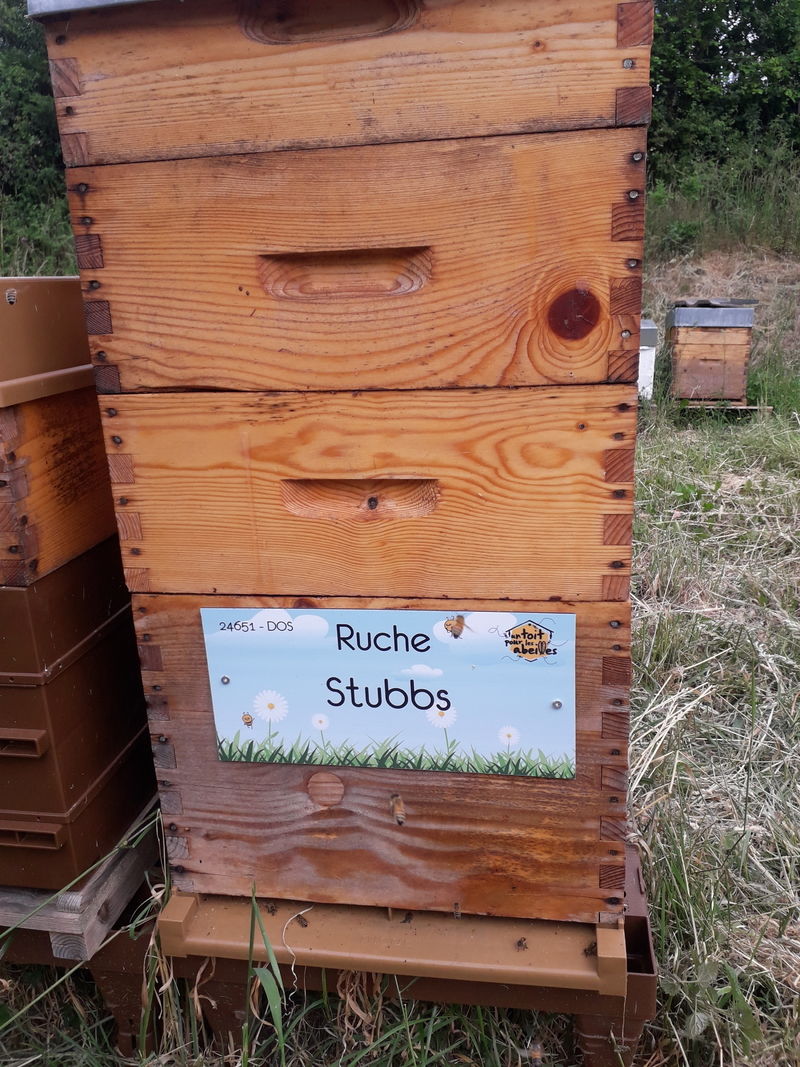 24651 - DOS
Ruche
Stubbs
un toit
pour les
abeilles